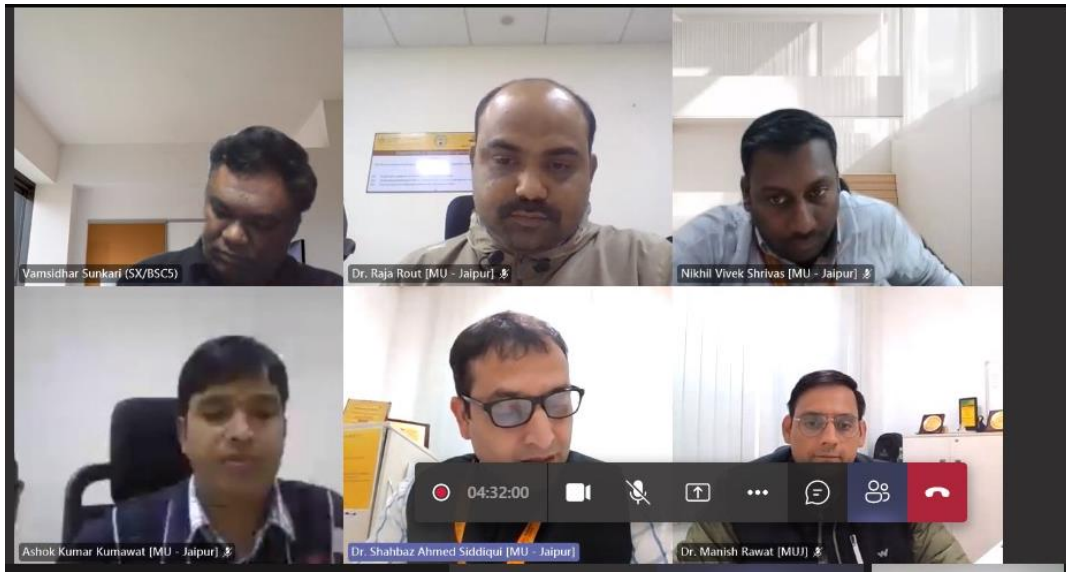 Vamsidhar Sunkari (SX/BSC5)
Dr. Raja Rout [MU - Jaipur]
Nikhil Vivek Shrivas [MU - Jaipur]
04:32:00
Ashok Kumar Kumawat [MU - Jaipur]
Dr. Shahbaz Ahmed Siddiqui [MU - Jaipur]
Dr. Manish Rawat [MUJ]